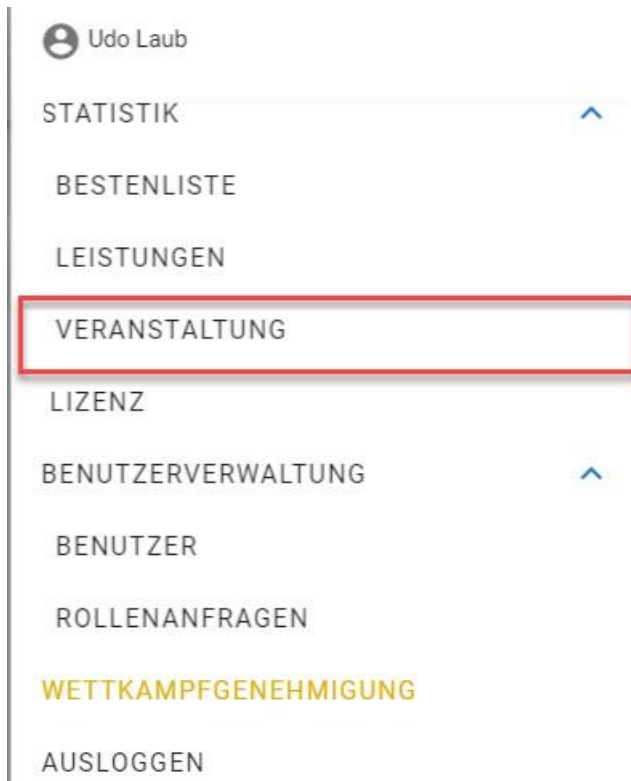 Udo Laub
STATISTIK
BESTENLISTE
LEISTUNGEN
VERANSTALTUNG
LIZENZ
BENUTZERVERWALTUNG
BENUTZER
ROLLENANFRAGEN
WETTKAMPFGENEHMIGUNG
AUSLOGGEN